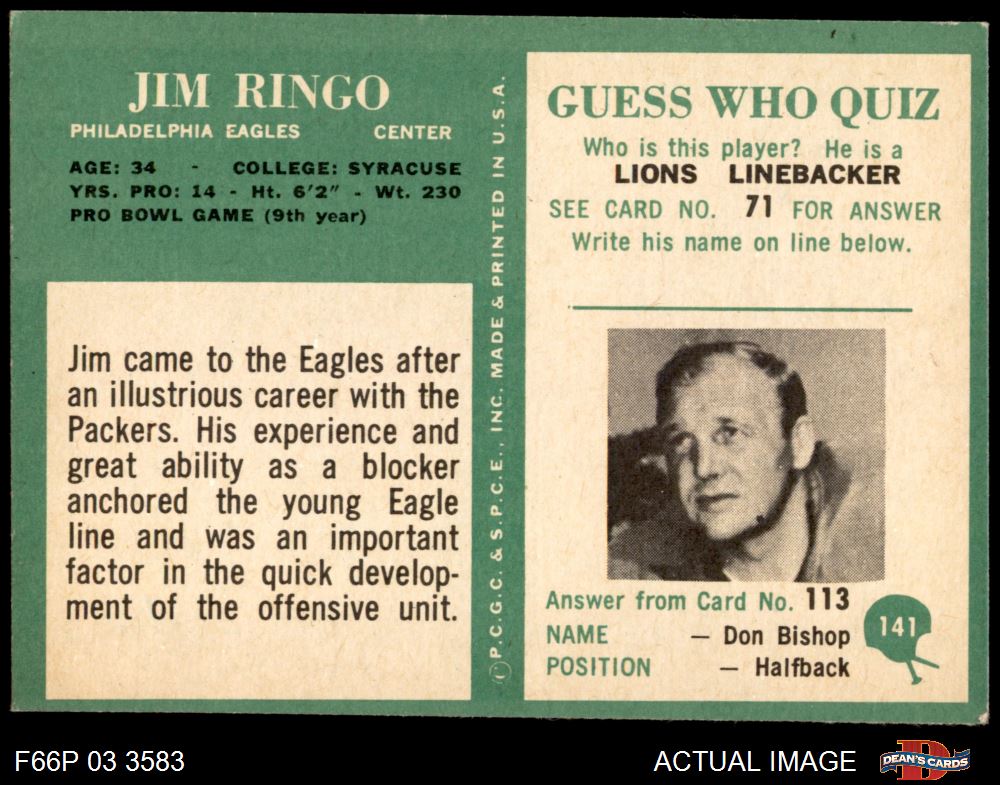 JIM RINGO
PHILADELPHIA EAGLES CENTER
AGE: 34 - COLLEGE: SYRACUSE
YRS. PRO: 14 - Ht. 6'2" - Wt. 230
PRO BOWL GAME (9th year)
Jim came to the Eagles after
an illustrious career with the
Packers. His experience and
great ability as a blocker
anchored the young Eagle
line and was an important
factor in the quick develop-
ment of the offensive unit.
© P.C.G.C. & S.P.C.E., INC. MADE & PRINTED IN U.S.A.
GUESS WHO QUIZ
Who is this player? He is a
LIONS LINEBACKER
SEE CARD NO. 71 FOR ANSWER
Write his name on line below.
Answer from Card No. 113
NAME — Don Bishop
POSITION — Halfback
141
F66P 03 3583
ACTUAL IMAGE
DEAN'S CARDS